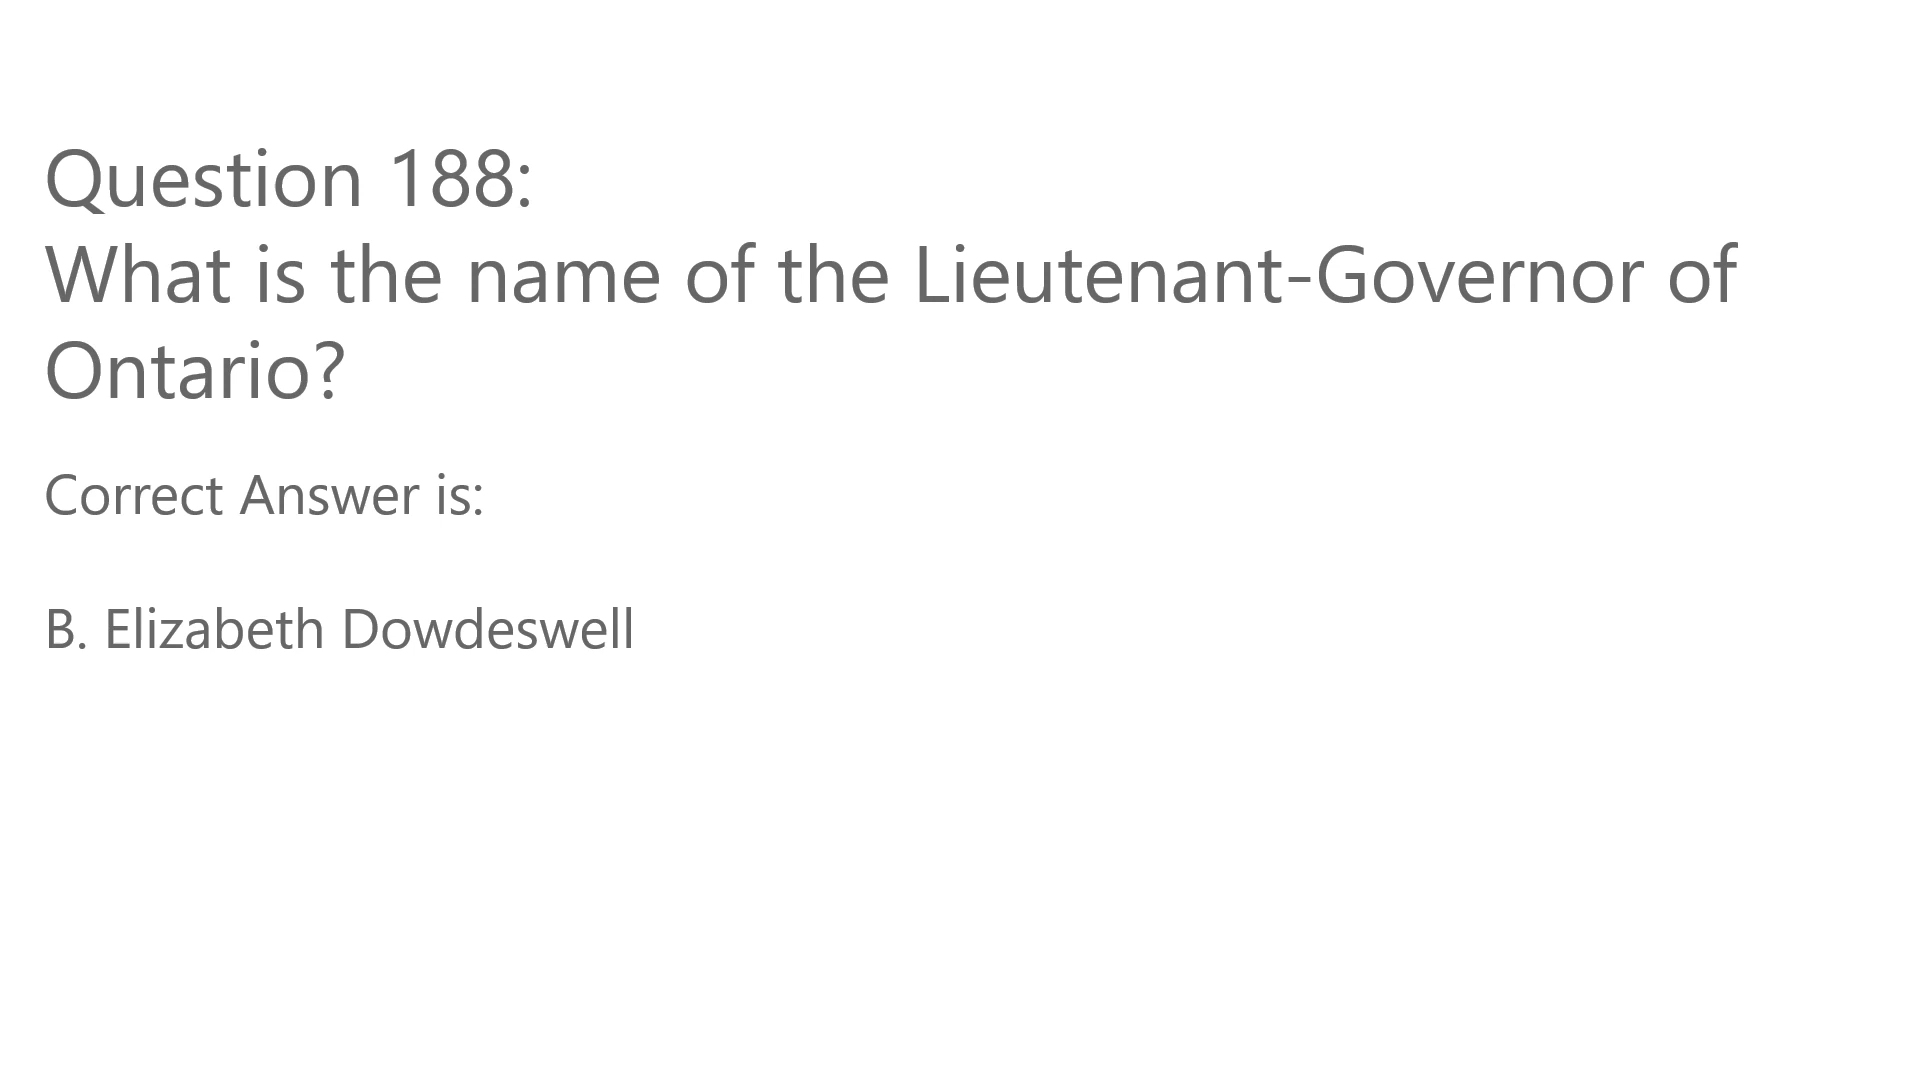 Question 188:
What is the name of the Lieutenant-Governor of
Ontario?
Correct Answer is:
B. Elizabeth Dowdeswell